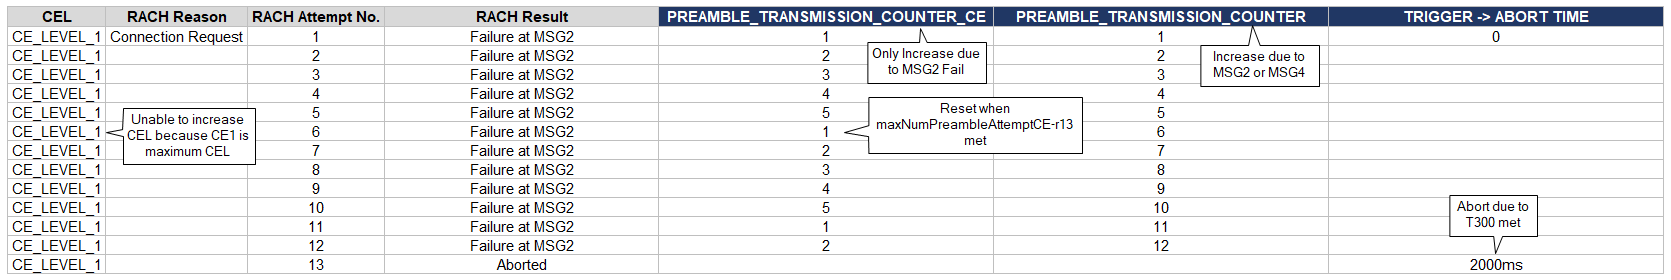 CEL RACH Reason RACH Attempt No. RACH Result PREAMBLE_TRANSMISSION_COUNTER_CE PREAMBLE_TRANSMISSION_COUNTER TRIGGER -> ABORT TIME
CE_LEVEL_1 Connection Request 1 Failure at MSG2 1 1 0
CE_LEVEL_1 2 Failure at MSG2 2 2
CE_LEVEL_1 3 Failure at MSG2 3 3
CE_LEVEL_1 4 Failure at MSG2 4 4
CE_LEVEL_1 5 Failure at MSG2 5 5
CE_LEVEL_1 6 Failure at MSG2 1 6
CE_LEVEL_1 7 Failure at MSG2 2 7
CE_LEVEL_1 8 Failure at MSG2 3 8
CE_LEVEL_1 9 Failure at MSG2 4 9
CE_LEVEL_1 10 Failure at MSG2 5 10
CE_LEVEL_1 11 Failure at MSG2 1 11
CE_LEVEL_1 12 Failure at MSG2 2 12
CE_LEVEL_1 13 Aborted 2000ms
Only Increase due
to MSG2 Fail
Increase due to
MSG2 or MSG4
Unable to increase
CEL because CE1 is
maximum CEL
Reset when
maxNumPreambleAttemptCE-r13
met
Abort due to
T300 met